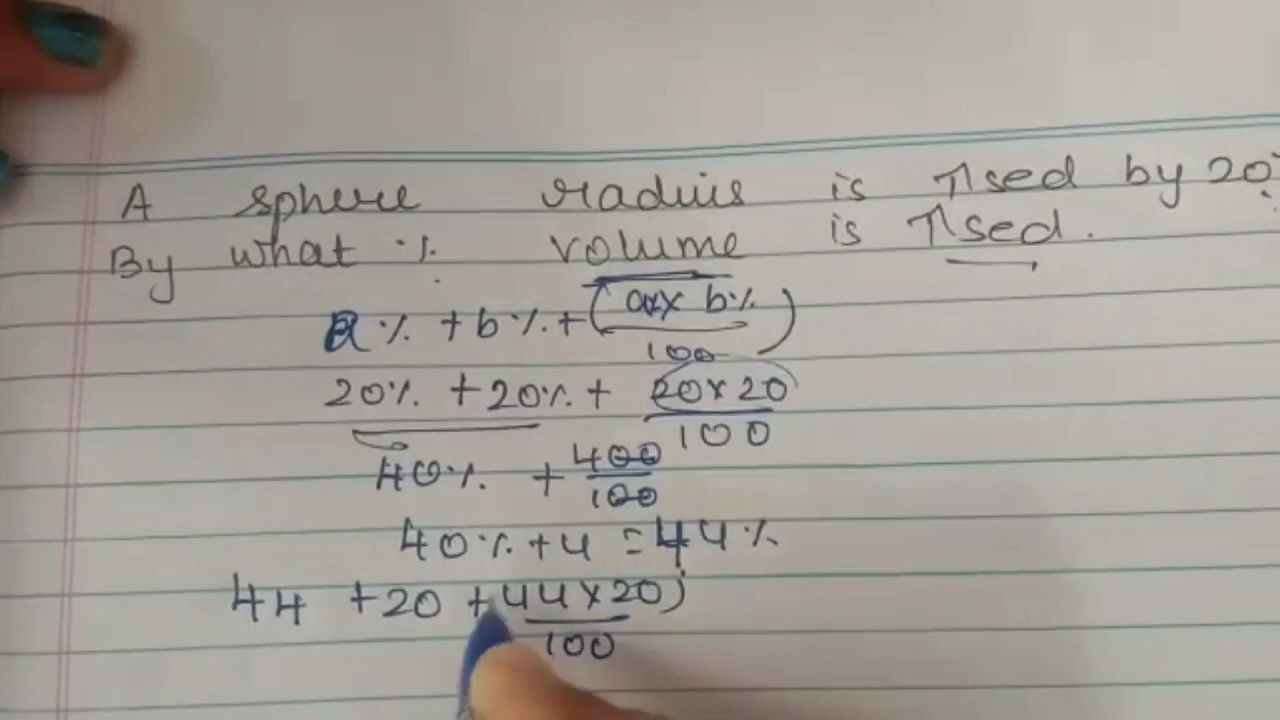 A sphere radius is ↑sed by 20%
By what % volume is ↑sed.
a% + b% + (a% x b%)
100
20% + 20% + 20 x 20
100
40% + 400
100
40% + 4 = 44%
44 + 20 + 44 x 20)
100